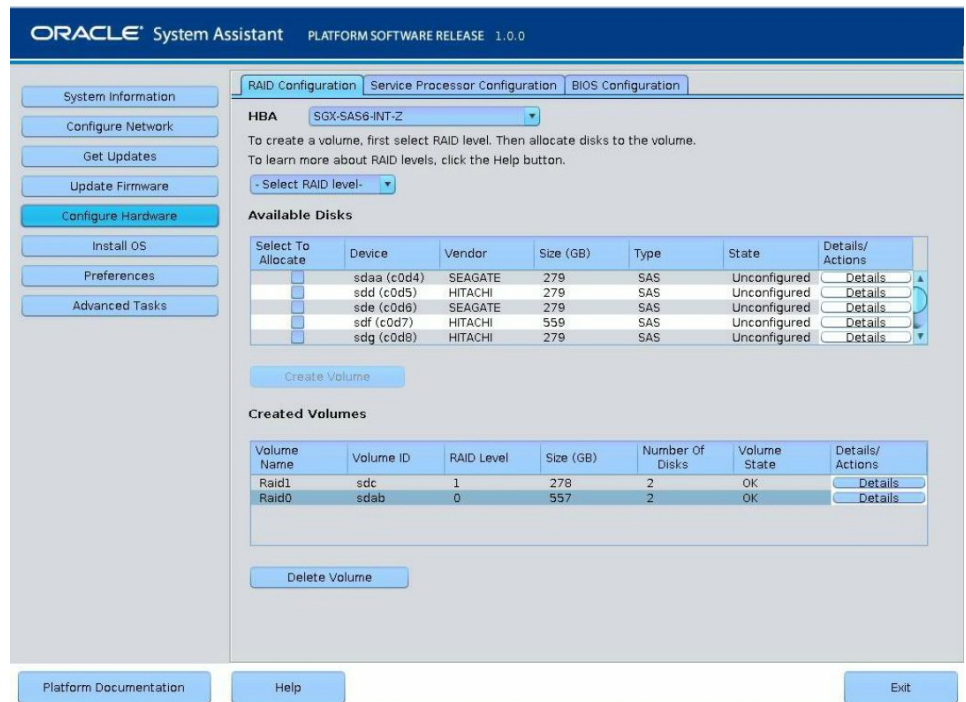 ORACLE® System Assistant PLATFORM SOFTWARE RELEASE 1.0.0
System Information
Configure Network
Get Updates
Update Firmware
Configure Hardware
Install OS
Preferences
Advanced Tasks
RAID Configuration Service Processor Configuration BIOS Configuration
HBA SGX-SAS6-INT-Z
To create a volume, first select RAID level. Then allocate disks to the volume.
To learn more about RAID levels, click the Help button.
- Select RAID level-
Available Disks
Select To Allocate Device Vendor Size (GB) Type State Details/ Actions
sdaa (c0d4) SEAGATE 279 SAS Unconfigured Details
sdd (c0d5) HITACHI 279 SAS Unconfigured Details
sde (c0d6) SEAGATE 279 SAS Unconfigured Details
sdf (c0d7) HITACHI 559 SAS Unconfigured Details
sdg (c0d8) HITACHI 279 SAS Unconfigured Details
Create Volume
Created Volumes
Volume Name Volume ID RAID Level Size (GB) Number Of Disks Volume State Details/ Actions
Raid1 sdc 1 278 2 OK Details
Raid0 sdab 0 557 2 OK Details
Delete Volume
Platform Documentation Help Exit